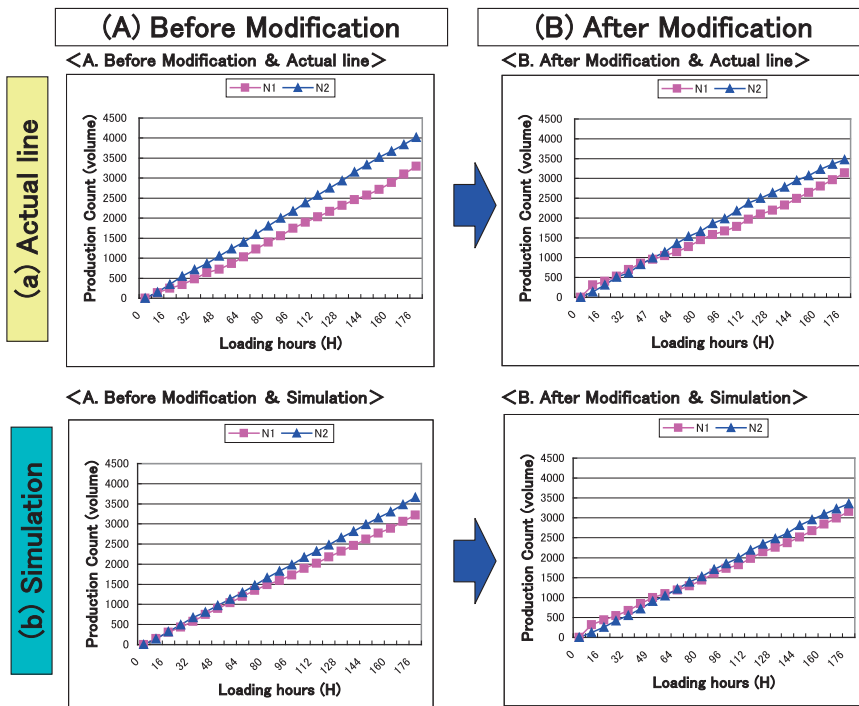 (A) Before Modification
(B) After Modification
(a) Actual line
<A. Before Modification & Actual line>
N1 N2
Production Count (volume)
4500
4000
3500
3000
2500
2000
1500
1000
500
0
0 16 32 48 64 80 96 112 128 144 160 176
Loading hours (H)
<B. After Modification & Actual line>
N1 N2
Production Count (volume)
4500
4000
3500
3000
2500
2000
1500
1000
500
0
0 16 32 48 64 80 96 112 128 144 160 176
Loading hours (H)
(b) Simulation
<A. Before Modification & Simulation>
N1 N2
Production Count (volume)
4500
4000
3500
3000
2500
2000
1500
1000
500
0
0 16 32 48 64 80 96 112 128 144 160 176
Loading hours (H)
<B. After Modification & Simulation>
N1 N2
Production Count (volume)
4500
4000
3500
3000
2500
2000
1500
1000
500
0
0 16 32 48 64 80 96 112 128 144 160 176
Loading hours (H)